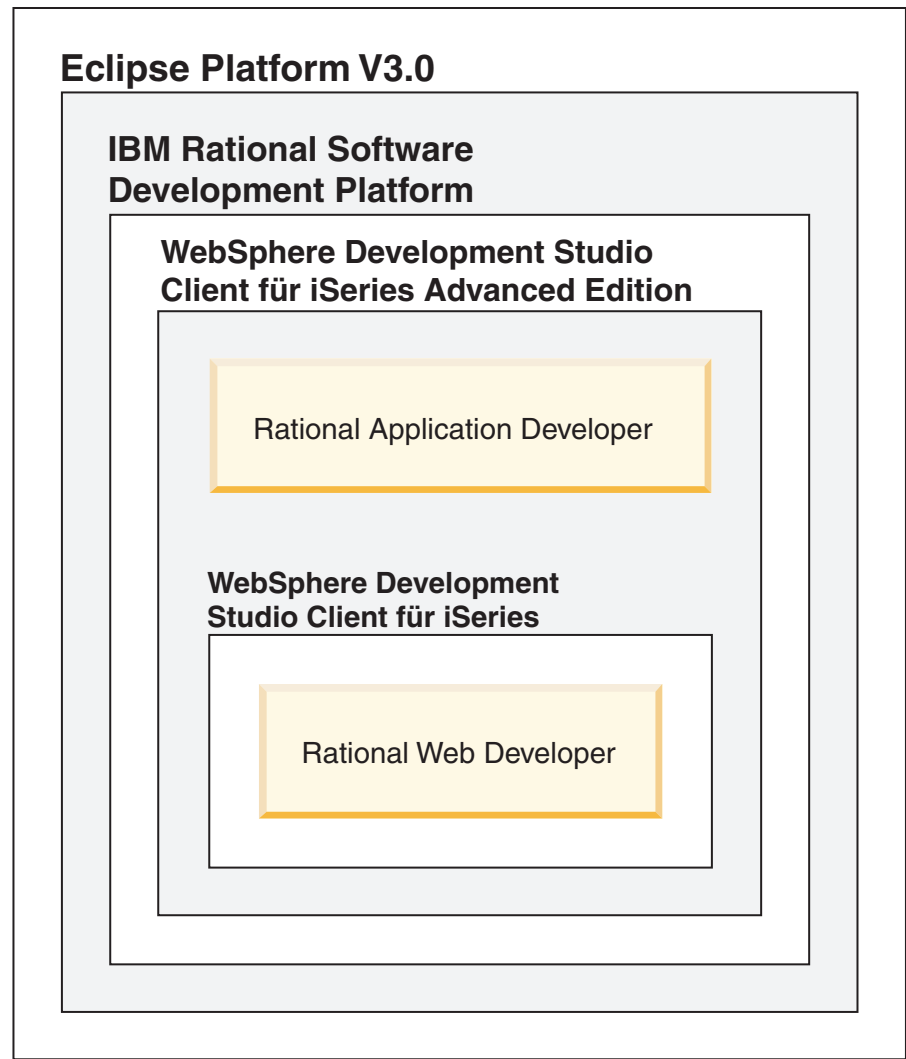 Eclipse Platform V3.0
IBM Rational Software
Development Platform
WebSphere Development Studio
Client für iSeries Advanced Edition
Rational Application Developer
WebSphere Development
Studio Client für iSeries
Rational Web Developer